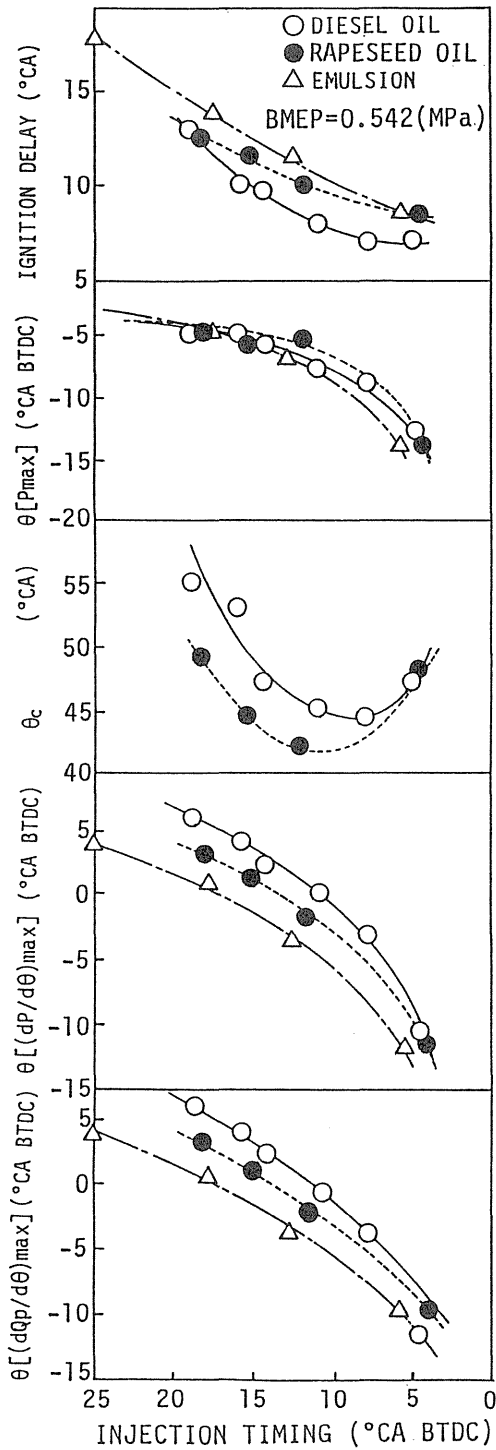 ○ DIESEL OIL
● RAPESEED OIL
△ EMULSION
BMEP=0.542(MPa)
IGNITION DELAY (°CA)
15
10
5
θ[Pmax] (°CA BTDC)
-5
-10
-15
-20
θc (°CA)
55
50
45
40
θ[(dP/dθ)max] (°CA BTDC)
5
0
-5
-10
-15
θ[(dQp/dθ)max] (°CA BTDC)
5
0
-5
-10
-15
25 20 15 10 5 0
INJECTION TIMING (°CA BTDC)